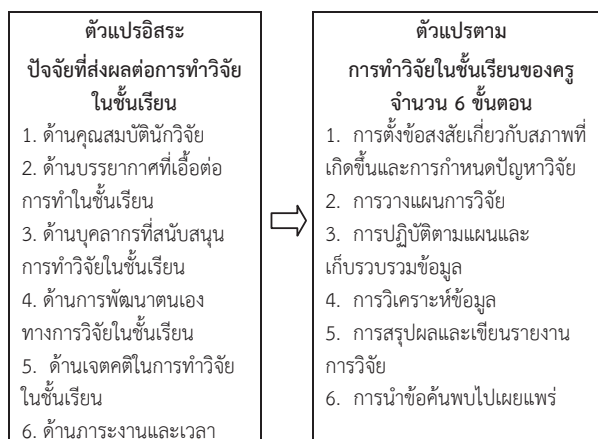 ตัวแปรอิสระ
ปัจจัยที่ส่งผลต่อการทำวิจัย
ในชั้นเรียน
1. ด้านคุณสมบัตินักวิจัย
2. ด้านบรรยากาศที่เอื้อต่อ
การทำในชั้นเรียน
3. ด้านบุคลากรที่สนับสนุน
การทำวิจัยในชั้นเรียน
4. ด้านการพัฒนาตนเอง
ทางการวิจัยในชั้นเรียน
5. ด้านเจตคติในการทำวิจัย
ในชั้นเรียน
6. ด้านภาระงานและเวลา
ตัวแปรตาม
การทำวิจัยในชั้นเรียนของครู
จำนวน 6 ขั้นตอน
1. การตั้งข้อสงสัยเกี่ยวกับสภาพที่
เกิดขึ้นและการกำหนดปัญหาวิจัย
2. การวางแผนการวิจัย
3. การปฏิบัติตามแผนและ
เก็บรวบรวมข้อมูล
4. การวิเคราะห์ข้อมูล
5. การสรุปผลและเขียนรายงาน
การวิจัย
6. การนำข้อค้นพบไปเผยแพร่